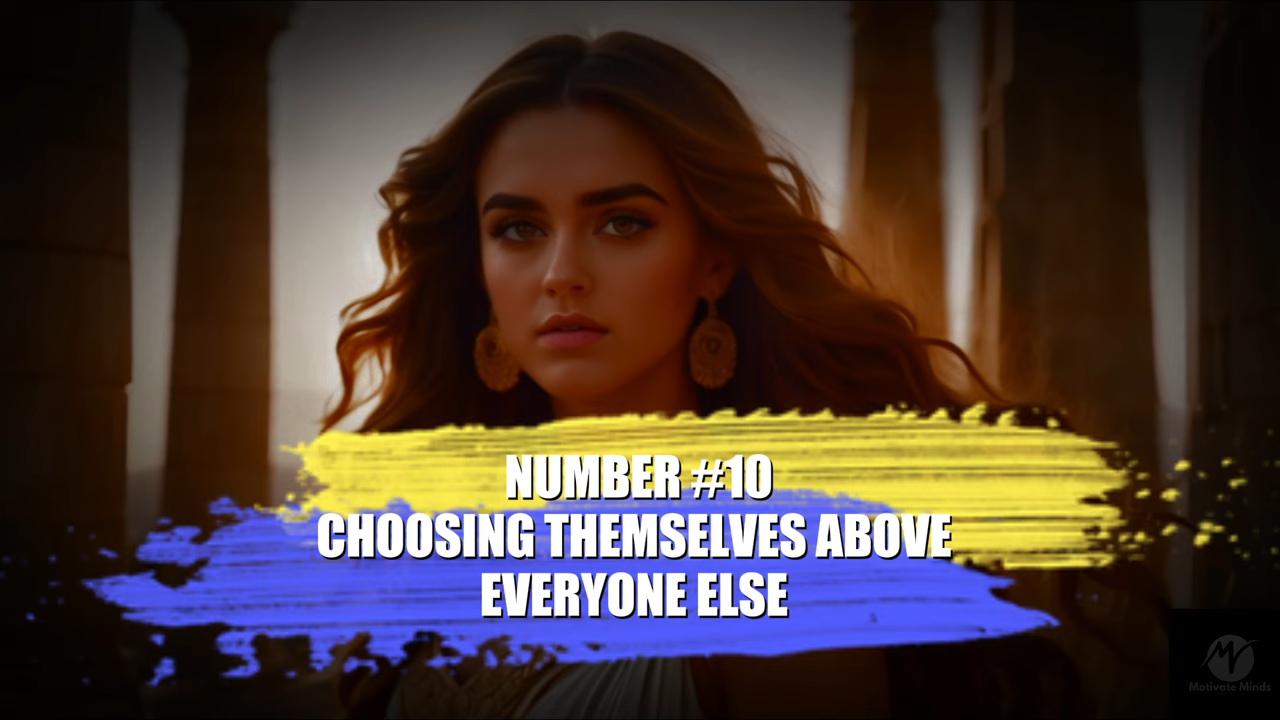 NUMBER #10
CHOOSING THEMSELVES ABOVE
EVERYONE ELSE
Motivate Minds